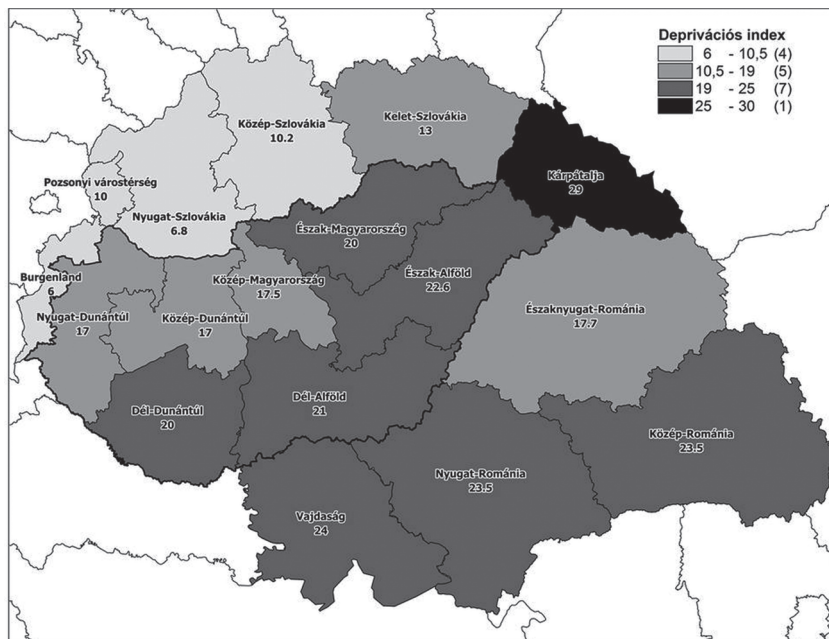 Deprivációs index
6 - 10,5 (4)
10,5 - 19 (5)
19 - 25 (7)
25 - 30 (1)
Közép-Szlovákia
10.2
Kelet-Szlovákia
13
Kárpátalja
29
Pozsonyi várostérség
10
Nyugat-Szlovákia
6.8
Észak-Magyarország
20
Észak-Alföld
22.6
Burgenland
6
Közép-Magyarország
17.5
Nyugat-Dunántúl
17
Közép-Dunántúl
17
Északnyugat-Románia
17.7
Dél-Dunántúl
20
Dél-Alföld
21
Közép-Románia
23.5
Nyugat-Románia
23.5
Vajdaság
24